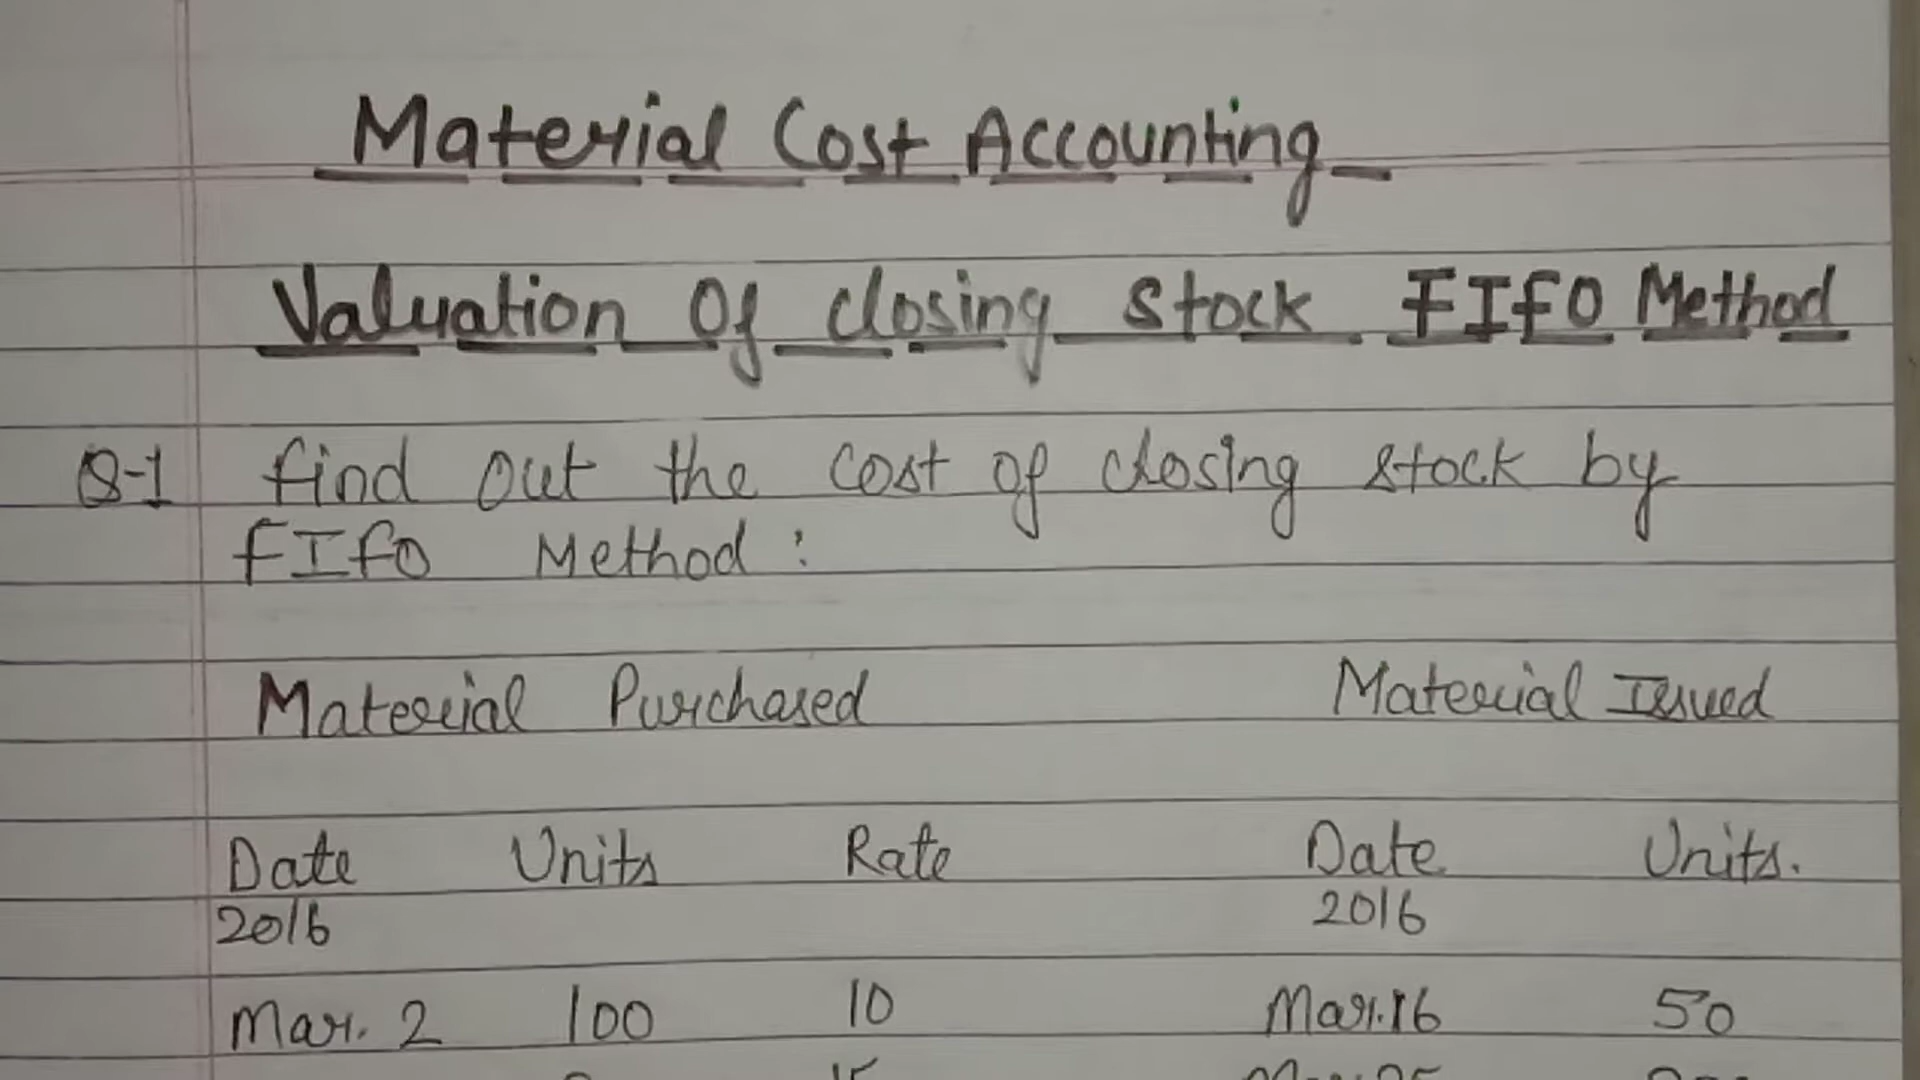 Material Cost Accounting
Valuation Of closing stock FIFO Method
Q-1 find out the cost of closing stock by
FIFO Method :
Material Purchased Material Issued
Date Units Rate Date Units.
2016 2016
Mar. 2 100 10 Mar.16 50